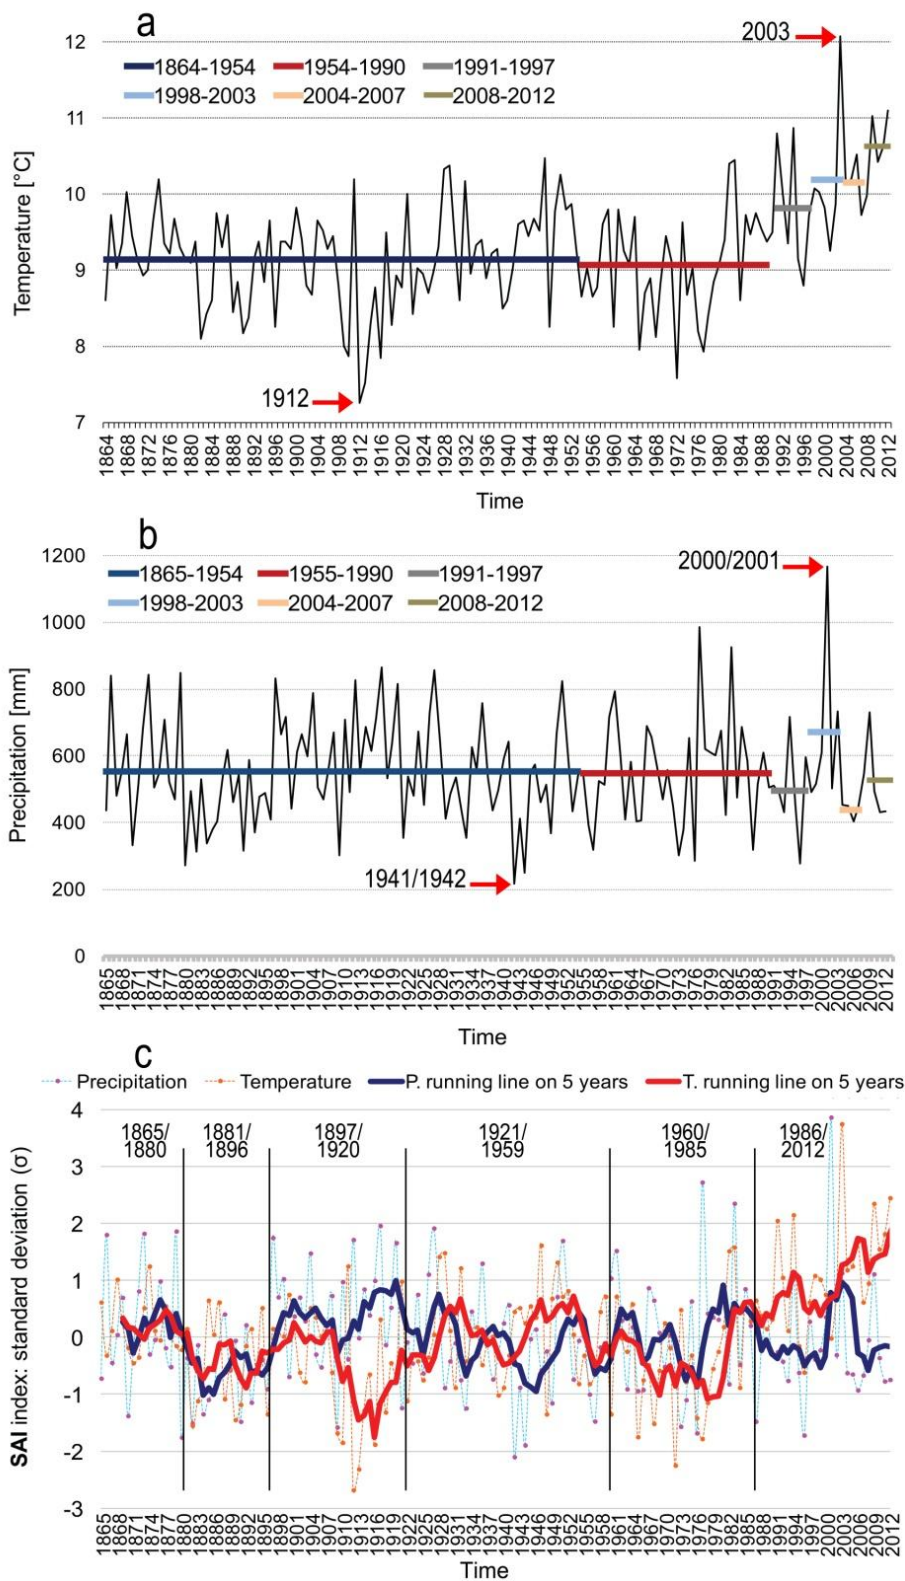 a
2003
12
1864-1954 1954-1990 1991-1997
1998-2003 2004-2007 2008-2012
11
10
9
8
1912
7
Temperature [°C]
1864 1868 1872 1876 1880 1884 1888 1892 1896 1900 1904 1908 1912 1916 1920 1924 1928 1932 1936 1940 1944 1948 1952 1956 1960 1964 1968 1972 1976 1980 1984 1988 1992 1996 2000 2004 2008 2012
Time
b
1200
2000/2001
1865-1954 1955-1990 1991-1997
1998-2003 2004-2007 2008-2012
1000
800
600
400
1941/1942
200
0
Precipitation [mm]
1865 1868 1871 1874 1877 1880 1883 1886 1889 1892 1895 1898 1901 1904 1907 1910 1913 1916 1919 1922 1925 1928 1931 1934 1937 1940 1943 1946 1949 1952 1955 1958 1961 1964 1967 1970 1973 1976 1979 1982 1985 1988 1991 1994 1997 2000 2003 2006 2009 2012
Time
c
Precipitation Temperature P. running line on 5 years T. running line on 5 years
4
1865/ 1881/ 1897/ 1921/ 1960/ 1986/
1880 1896 1920 1959 1985 2012
3
2
1
0
-1
-2
-3
SAI index: standard deviation (σ)
1865 1868 1871 1874 1877 1880 1883 1886 1889 1892 1895 1898 1901 1904 1907 1910 1913 1916 1919 1922 1925 1928 1931 1934 1937 1940 1943 1946 1949 1952 1955 1958 1961 1964 1967 1970 1973 1976 1979 1982 1985 1988 1991 1994 1997 2000 2003 2006 2009 2012
Time